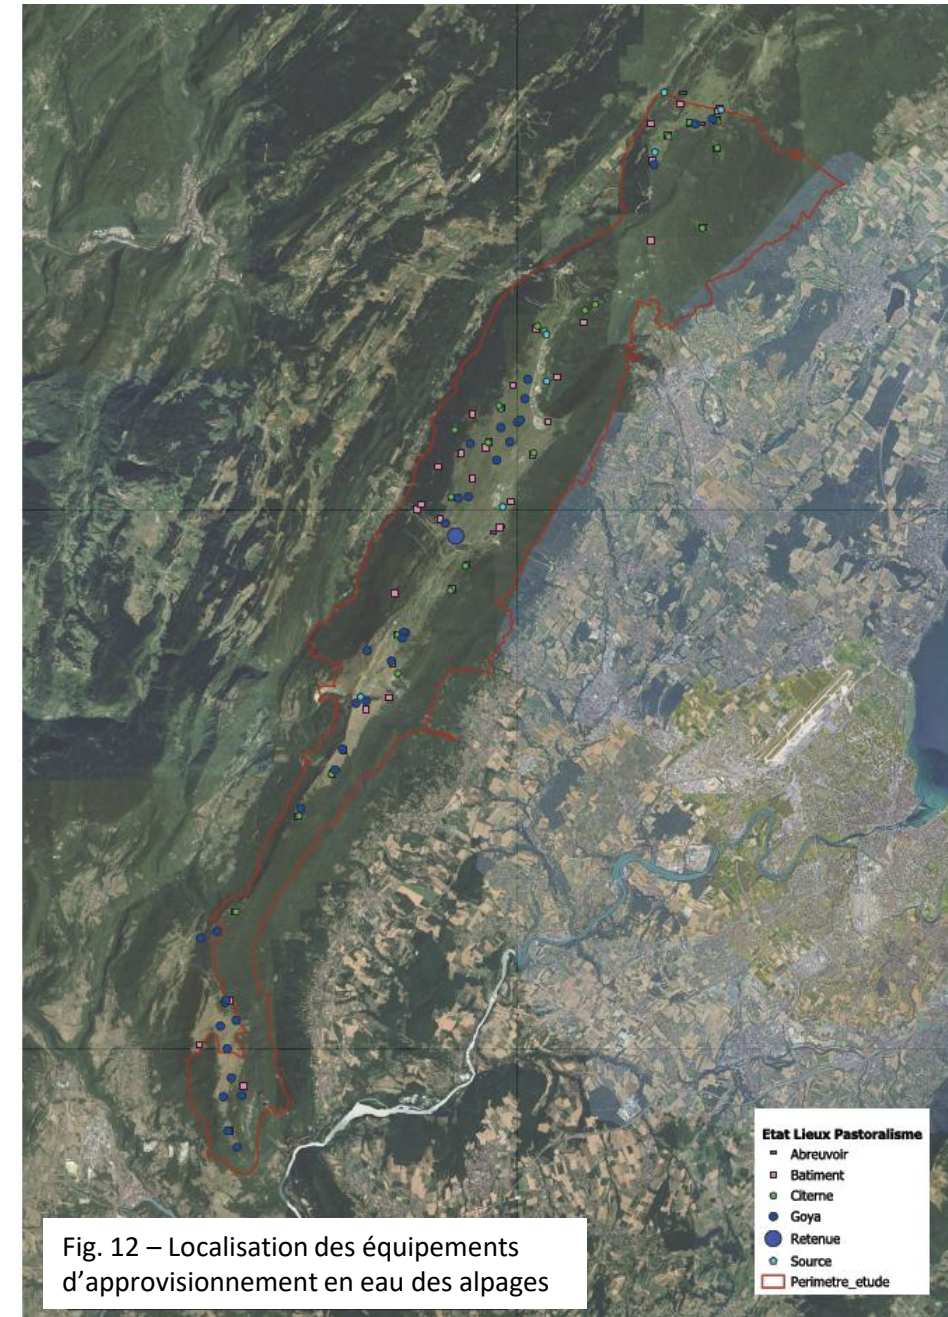 Etat Lieux Pastoralisme
Abreuvoir
Batiment
Citerne
Goya
Retenue
Source
Perimetre_etude
Fig. 12 – Localisation des équipements
d’approvisionnement en eau des alpages